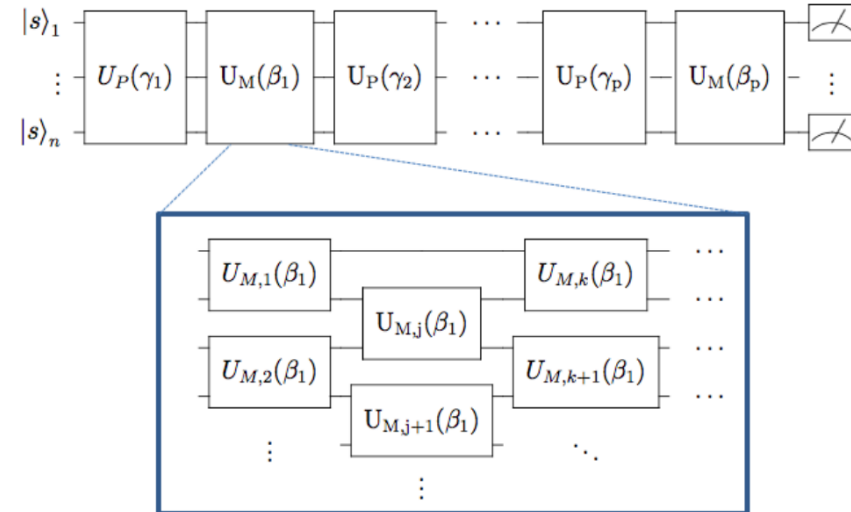 |s⟩₁ ⋮ |s⟩ₙ
U_P(γ₁) U_M(β₁) U_P(γ₂) ⋯ ⋯ ⋯ U_P(γ_p) U_M(β_p) ⋮
U_{M,1}(β₁) U_{M,k}(β₁) ⋯
U_{M,j}(β₁) ⋯
U_{M,2}(β₁) U_{M,k+1}(β₁) ⋯
U_{M,j+1}(β₁) ⋯
⋮ ⋱
⋮